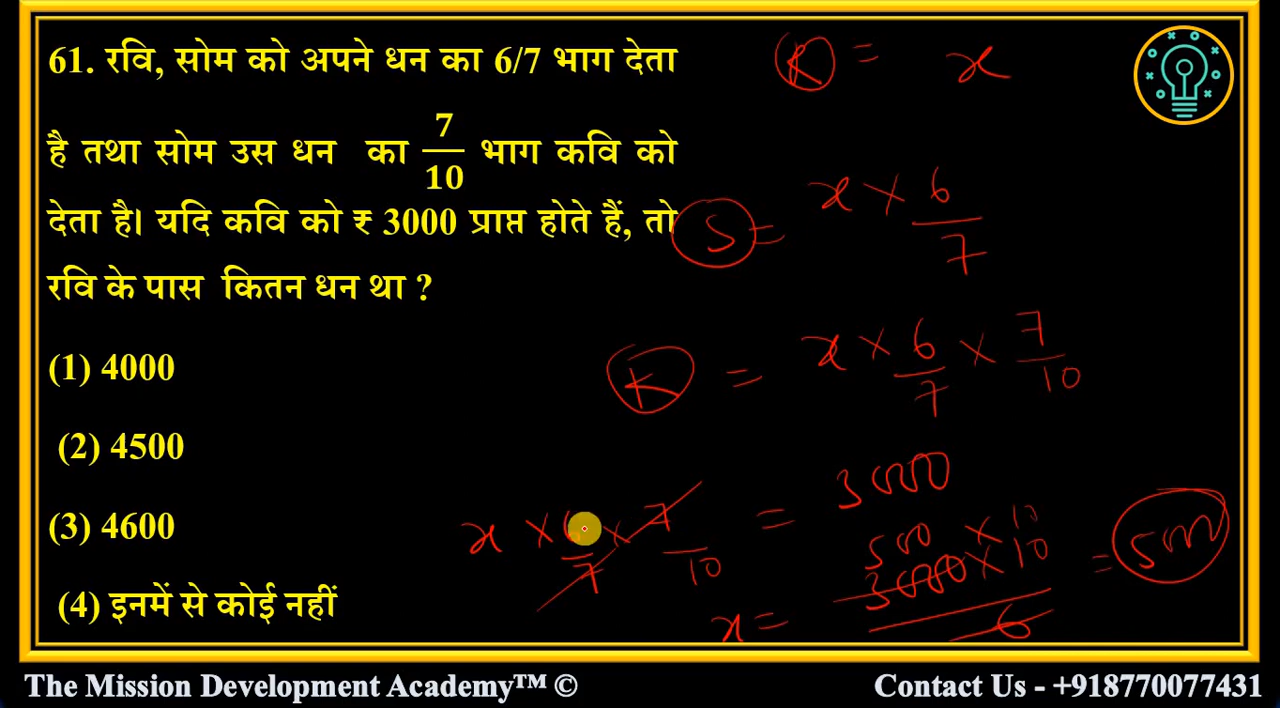 61. रवि, सोम को अपने धन का 6/7 भाग देता
है तथा सोम उस धन का 7/10 भाग कवि को
देता है। यदि कवि को ₹ 3000 प्राप्त होते हैं, तो
रवि के पास कितन धन था ?
(1) 4000
(2) 4500
(3) 4600
(4) इनमें से कोई नहीं
R = x
S = x × 6/7
K = x × 6/7 × 7/10
x × 6/7 × 7/10 = 3000
500 × 10
x = 3000 × 10 / 6 = 5000
The Mission Development Academy™ ©
Contact Us - +918770077431